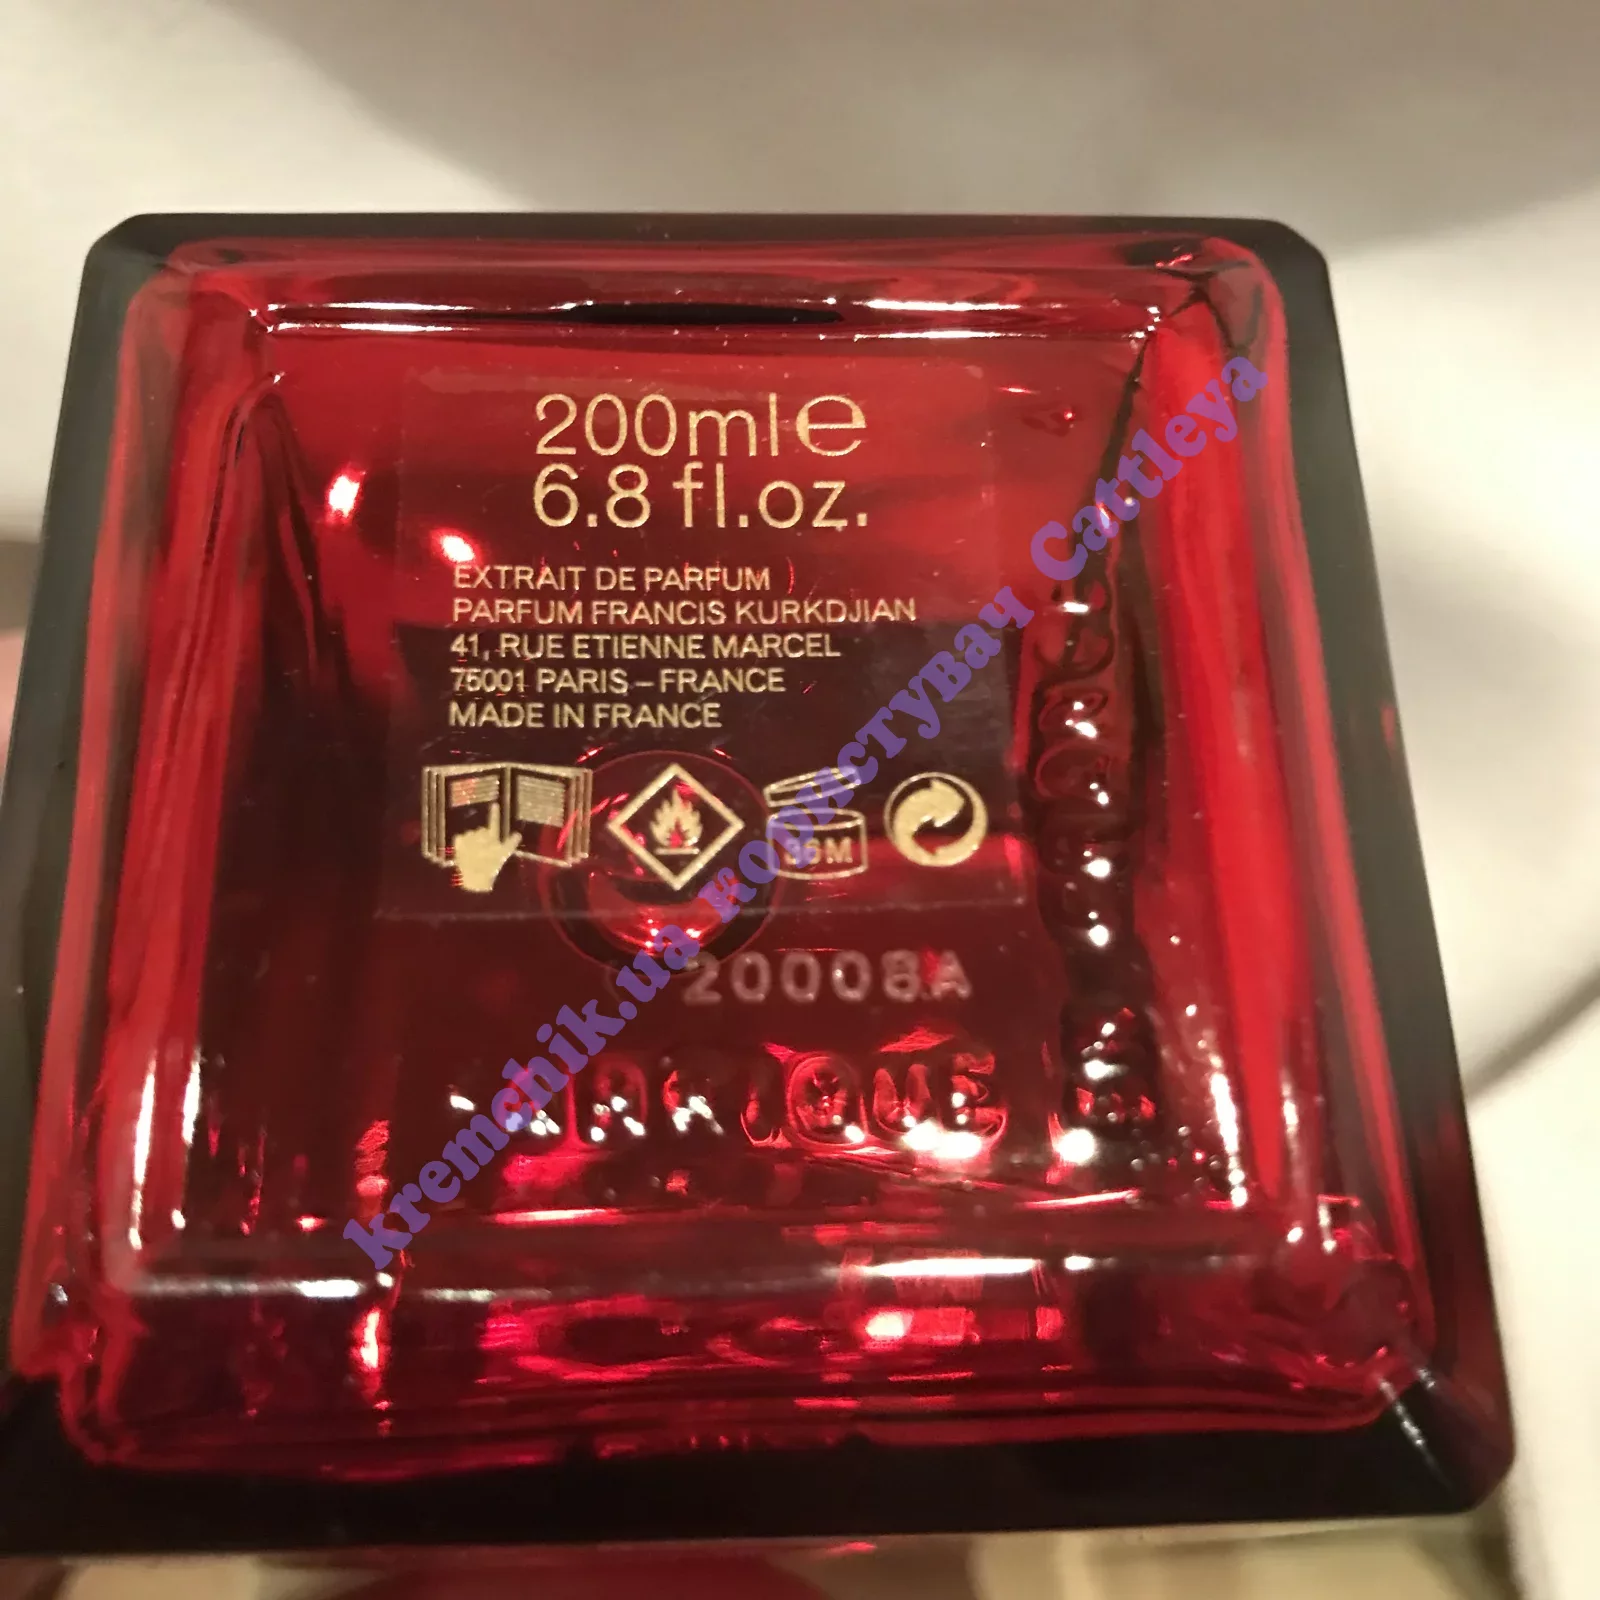 200ml e
6.8 fl.oz.
EXTRAIT DE PARFUM
PARFUM FRANCIS KURKDJIAN
41, RUE ETIENNE MARCEL
75001 PARIS – FRANCE
MADE IN FRANCE
36M
20008A
kremchik.ua користувач Cattleya